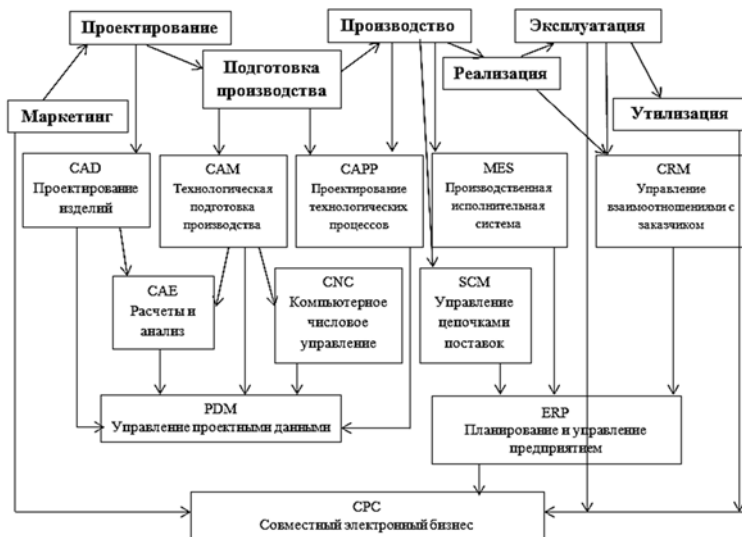 Проектирование
Производство
Эксплуатация
Подготовка
производства
Реализация
Маркетинг
Утилизация
CAD
Проектирование
изделий
CAM
Технологическая
подготовка
производства
CAPP
Проектирование
технологических
процессов
MES
Производственная
исполнительная
система
CRM
Управление
взаимоотношениями с
заказчиком
CAE
Расчеты и
анализ
CNC
Компьютерное
числовое
управление
SCM
Управление
цепочками
поставок
PDM
Управление проектными данными
ERP
Планирование и управление
предприятием
CPC
Совместный электронный бизнес